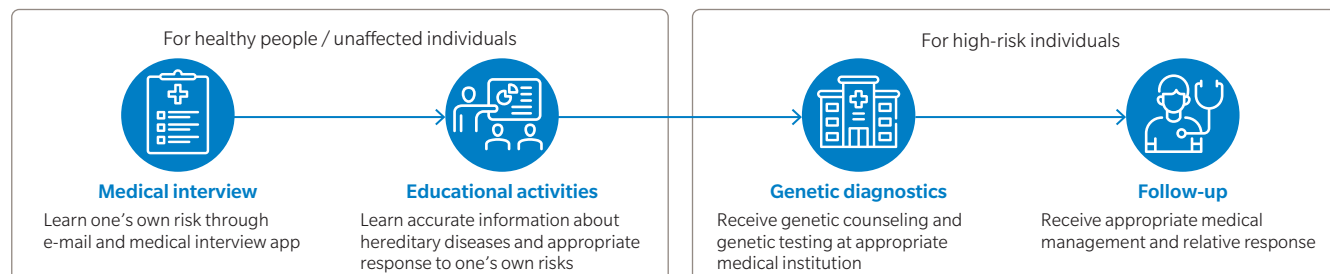 For healthy people / unaffected individuals
Medical interview
Learn one's own risk through
e-mail and medical interview app
Educational activities
Learn accurate information about
hereditary diseases and appropriate
response to one's own risks
For high-risk individuals
Genetic diagnostics
Receive genetic counseling and
genetic testing at appropriate
medical institution
Follow-up
Receive appropriate medical
management and relative response